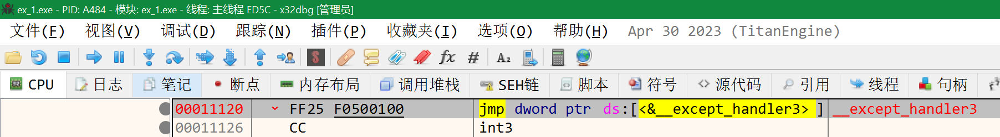 ex_1.exe - PID: A484 - 模块: ex_1.exe - 线程: 主线程 ED5C - x32dbg [管理员]
文件(F) 视图(V) 调试(D) 跟踪(N) 插件(P) 收藏夹(I) 选项(O) 帮助(H) Apr 30 2023 (TitanEngine)
S fx # Az
CPU 日志 笔记 断点 内存布局 调用堆栈 SEH链 脚本 符号 源代码 引用 线程 句柄
00011120 FF25 F0500100 jmp dword ptr ds:[<&__except_handler3>] __except_handler3
00011126 CC int3